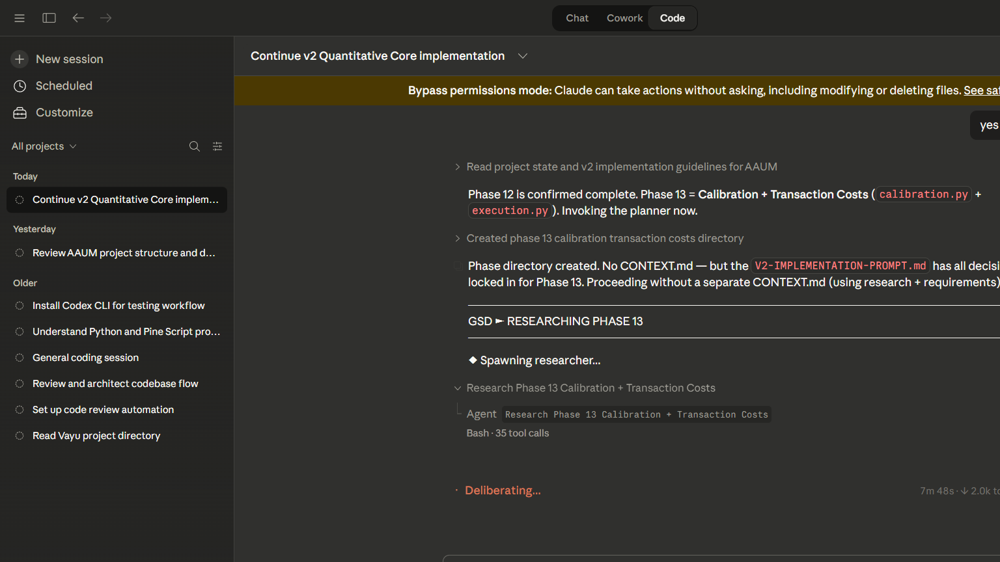 Chat Cowork Code
New session
Scheduled
Customize
All projects
Today
Continue v2 Quantitative Core implem...
Yesterday
Review AAUM project structure and d...
Older
Install Codex CLI for testing workflow
Understand Python and Pine Script pro...
General coding session
Review and architect codebase flow
Set up code review automation
Read Vayu project directory
Continue v2 Quantitative Core implementation
Bypass permissions mode: Claude can take actions without asking, including modifying or deleting files. See saf
yes
Read project state and v2 implementation guidelines for AAUM
Phase 12 is confirmed complete. Phase 13 = Calibration + Transaction Costs (calibration.py +
execution.py). Invoking the planner now.
Created phase 13 calibration transaction costs directory
Phase directory created. No CONTEXT.md — but the V2-IMPLEMENTATION-PROMPT.md has all decisi
locked in for Phase 13. Proceeding without a separate CONTEXT.md (using research + requirements)
GSD ► RESEARCHING PHASE 13
◆ Spawning researcher...
Research Phase 13 Calibration + Transaction Costs
Agent Research Phase 13 Calibration + Transaction Costs
Bash · 35 tool calls
· Deliberating...
7m 48s · ↓ 2.0k to